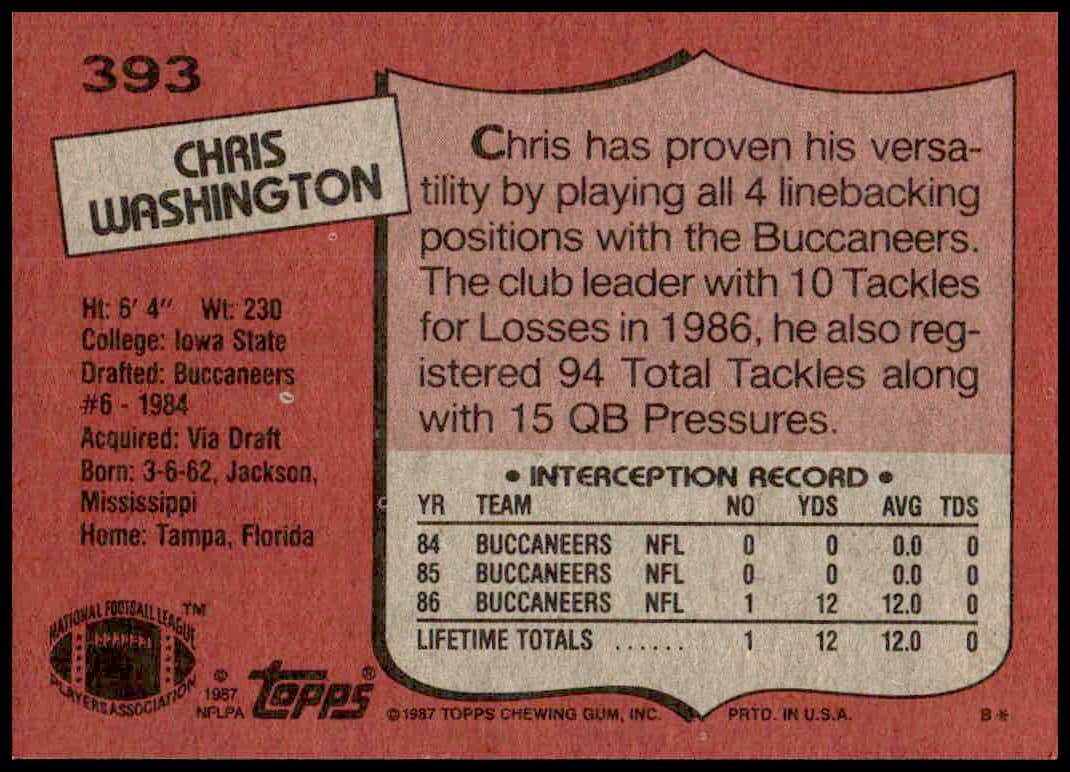 393
CHRIS
WASHINGTON
Ht: 6' 4" Wt: 230
College: Iowa State
Drafted: Buccaneers
#6 - 1984
Acquired: Via Draft
Born: 3-6-62, Jackson,
Mississippi
Home: Tampa, Florida
Chris has proven his versa-
tility by playing all 4 linebacking
positions with the Buccaneers.
The club leader with 10 Tackles
for Losses in 1986, he also reg-
istered 94 Total Tackles along
with 15 QB Pressures.
• INTERCEPTION RECORD •
YR TEAM NO YDS AVG TDS
84 BUCCANEERS NFL 0 0 0.0 0
85 BUCCANEERS NFL 0 0 0.0 0
86 BUCCANEERS NFL 1 12 12.0 0
LIFETIME TOTALS ...... 1 12 12.0 0
NATIONAL FOOTBALL LEAGUE ™
PLAYERS ASSOCIATION
© 1987 NFLPA
topps ®
©1987 TOPPS CHEWING GUM, INC. PRTD. IN U.S.A. B*